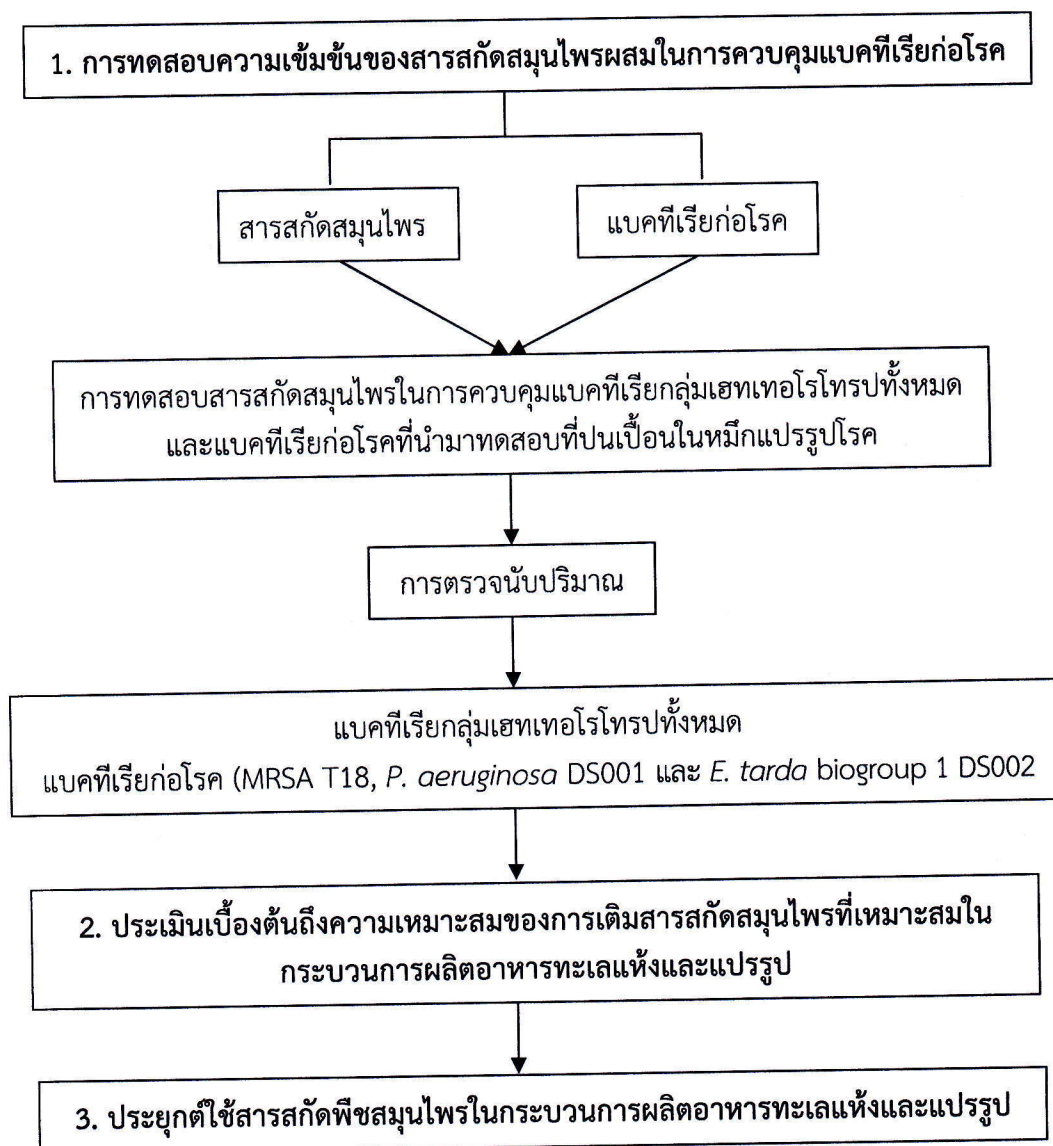 1. การทดสอบความเข้มข้นของสารสกัดสมุนไพรผสมในการควบคุมแบคทีเรียก่อโรค
สารสกัดสมุนไพร
แบคทีเรียก่อโรค
การทดสอบสารสกัดสมุนไพรในการควบคุมแบคทีเรียกลุ่มเฮทเทอโรโทรปทั้งหมด
และแบคทีเรียก่อโรคที่นำมาทดสอบที่ปนเปื้อนในหมึกแปรรูปโรค
การตรวจนับปริมาณ
แบคทีเรียกลุ่มเฮทเทอโรโทรปทั้งหมด
แบคทีเรียก่อโรค (MRSA T18, P. aeruginosa DS001 และ E. tarda biogroup 1 DS002
2. ประเมินเบื้องต้นถึงความเหมาะสมของการเติมสารสกัดสมุนไพรที่เหมาะสมใน
กระบวนการผลิตอาหารทะเลแห้งและแปรรูป
3. ประยุกต์ใช้สารสกัดพืชสมุนไพรในกระบวนการผลิตอาหารทะเลแห้งและแปรรูป